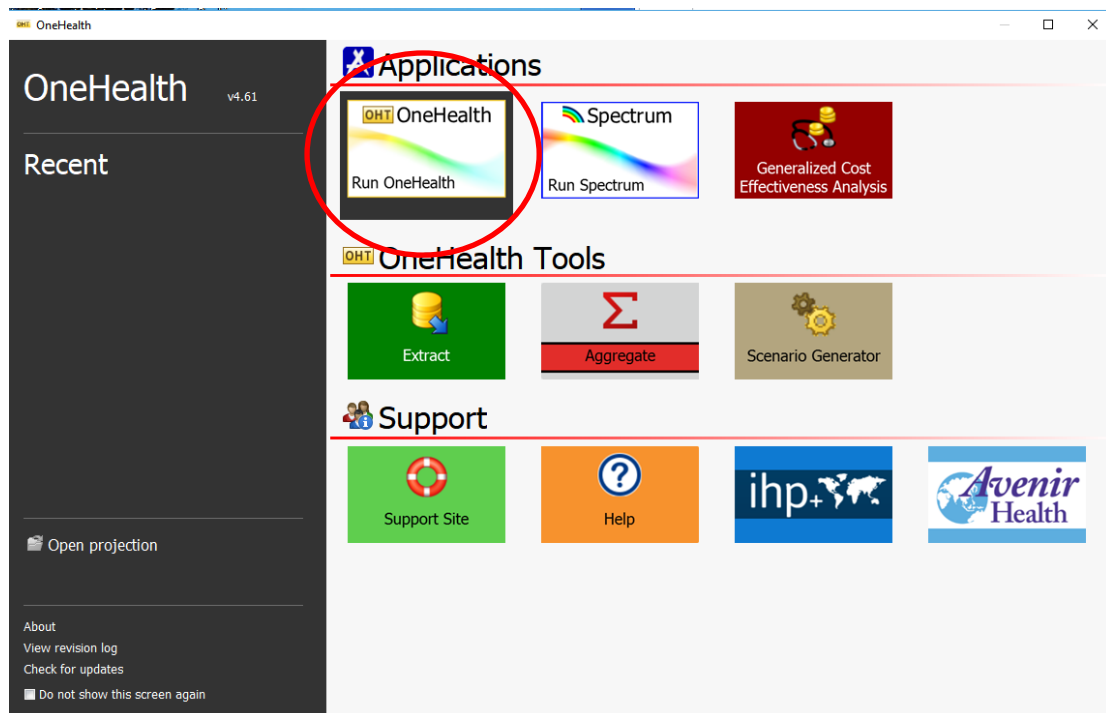 OHT OneHealth
OneHealth v4.61
Recent
Open projection
About
View revision log
Check for updates
Do not show this screen again
Applications
OHT OneHealth
Run OneHealth
Spectrum
Run Spectrum
Generalized Cost
Effectiveness Analysis
OHT OneHealth Tools
Extract
Σ
Aggregate
Scenario Generator
Support
Support Site
?
Help
ihp+
Avenir
Health